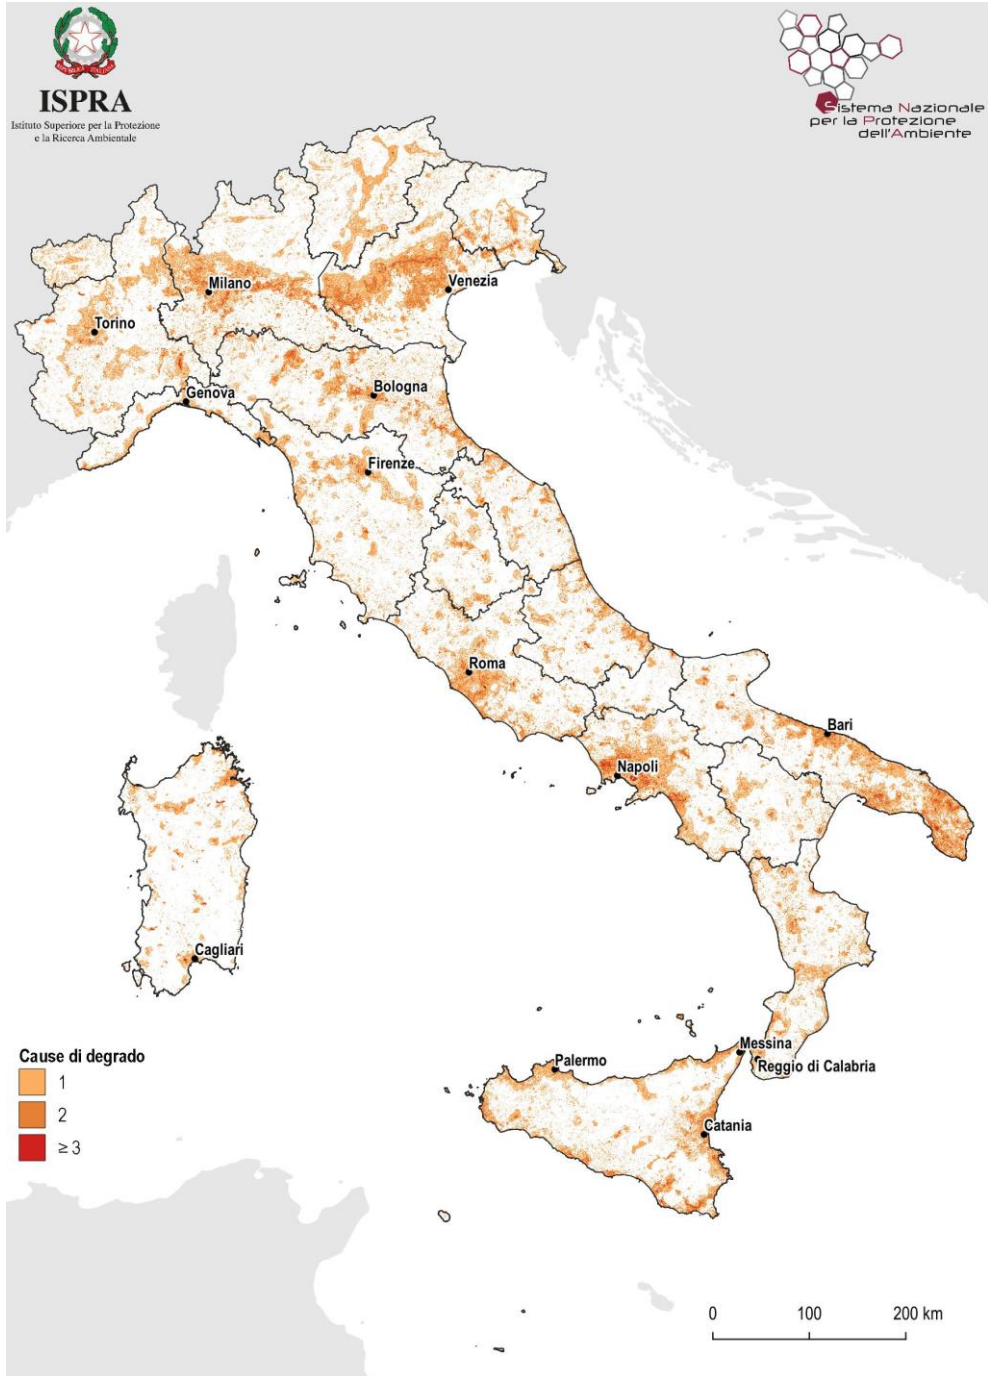 ISPRA
Istituto Superiore per la Protezione
e la Ricerca Ambientale
Sistema Nazionale
per la Protezione
dell'Ambiente
Milano
Venezia
Torino
Genova
Bologna
Firenze
Roma
Bari
Napoli
Cagliari
Messina
Palermo
Reggio di Calabria
Catania
Cause di degrado
1
2
≥ 3
0 100 200 km